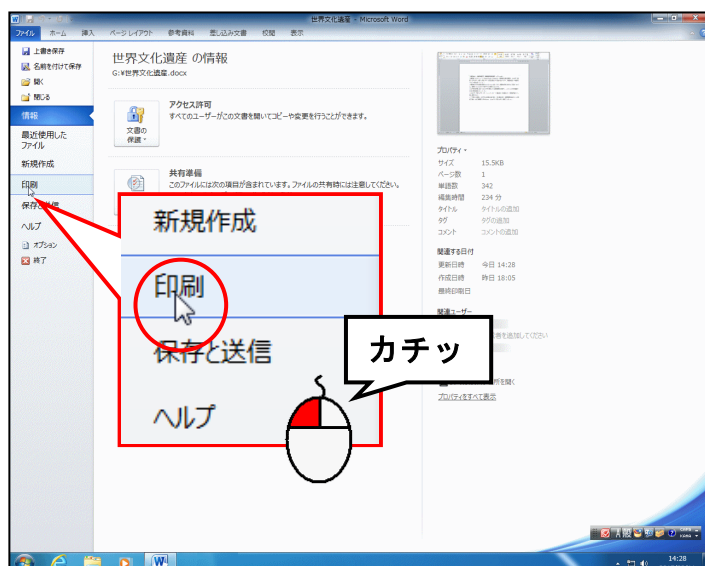 世界文化遺産 - Microsoft Word
ファイル ホーム 挿入 ページ レイアウト 参考資料 差し込み文書 校閲 表示
上書き保存
名前を付けて保存
開く
閉じる
情報
最近使用した
ファイル
新規作成
印刷
保存と送信
ヘルプ
オプション
終了
世界文化遺産 の情報
G:¥世界文化遺産.docx
文書の
保護
アクセス許可
すべてのユーザーがこの文書を開いてコピーや変更を行うことができます。
共有準備
このファイルには次の項目が含まれています。ファイルの共有時には注意してください。
新規作成
印刷
保存と送信
ヘルプ
カチッ
プロパティ
サイズ 15.5KB
ページ数 1
単語数 342
編集時間 234 分
タイトル タイトルの追加
タグ タグの追加
コメント コメントの追加
関連する日付
更新日時 今日 14:28
作成日時 昨日 18:05
最終印刷日
関連ユーザー
を追加してください
所を開く
プロパティをすべて表示
14:28